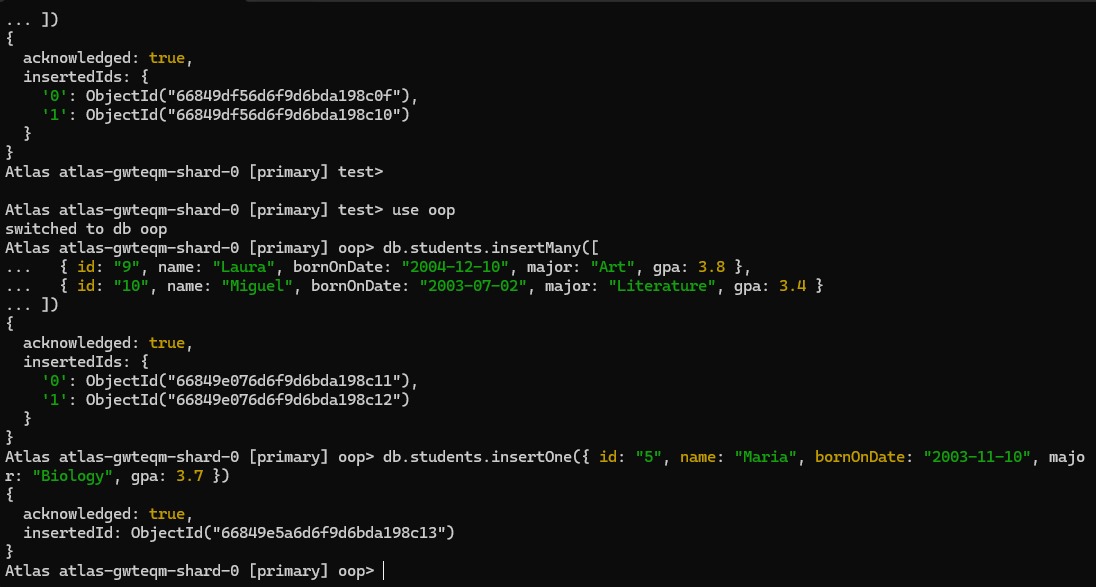 ... ])
{
  acknowledged: true,
  insertedIds: {
    '0': ObjectId("66849df56d6f9d6bda198c0f"),
    '1': ObjectId("66849df56d6f9d6bda198c10")
  }
}
Atlas atlas-gwteqm-shard-0 [primary] test>
Atlas atlas-gwteqm-shard-0 [primary] test> use oop
switched to db oop
Atlas atlas-gwteqm-shard-0 [primary] oop> db.students.insertMany([
...   { id: "9", name: "Laura", bornOnDate: "2004-12-10", major: "Art", gpa: 3.8 },
...   { id: "10", name: "Miguel", bornOnDate: "2003-07-02", major: "Literature", gpa: 3.4 }
... ])
{
  acknowledged: true,
  insertedIds: {
    '0': ObjectId("66849e076d6f9d6bda198c11"),
    '1': ObjectId("66849e076d6f9d6bda198c12")
  }
}
Atlas atlas-gwteqm-shard-0 [primary] oop> db.students.insertOne({ id: "5", name: "Maria", bornOnDate: "2003-11-10", majo
r: "Biology", gpa: 3.7 })
{
  acknowledged: true,
  insertedId: ObjectId("66849e5a6d6f9d6bda198c13")
}
Atlas atlas-gwteqm-shard-0 [primary] oop>